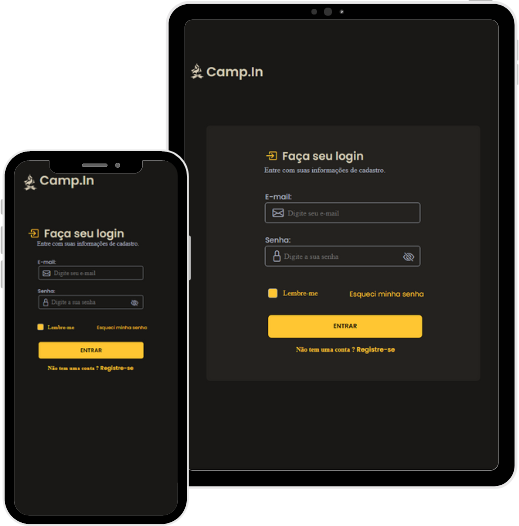 Camp.In
Faça seu login
Entre com suas informações de cadastro.
E-mail:
Digite seu e-mail
Senha:
Digite a sua senha
Lembre-me
Esqueci minha senha
ENTRAR
Não tem uma conta ? Registre-se
Camp.In
Faça seu login
Entre com suas informações de cadastro.
E-mail:
Digite seu e-mail
Senha:
Digite a sua senha
Lembre-me
Esqueci minha senha
ENTRAR
Não tem uma conta ? Registre-se